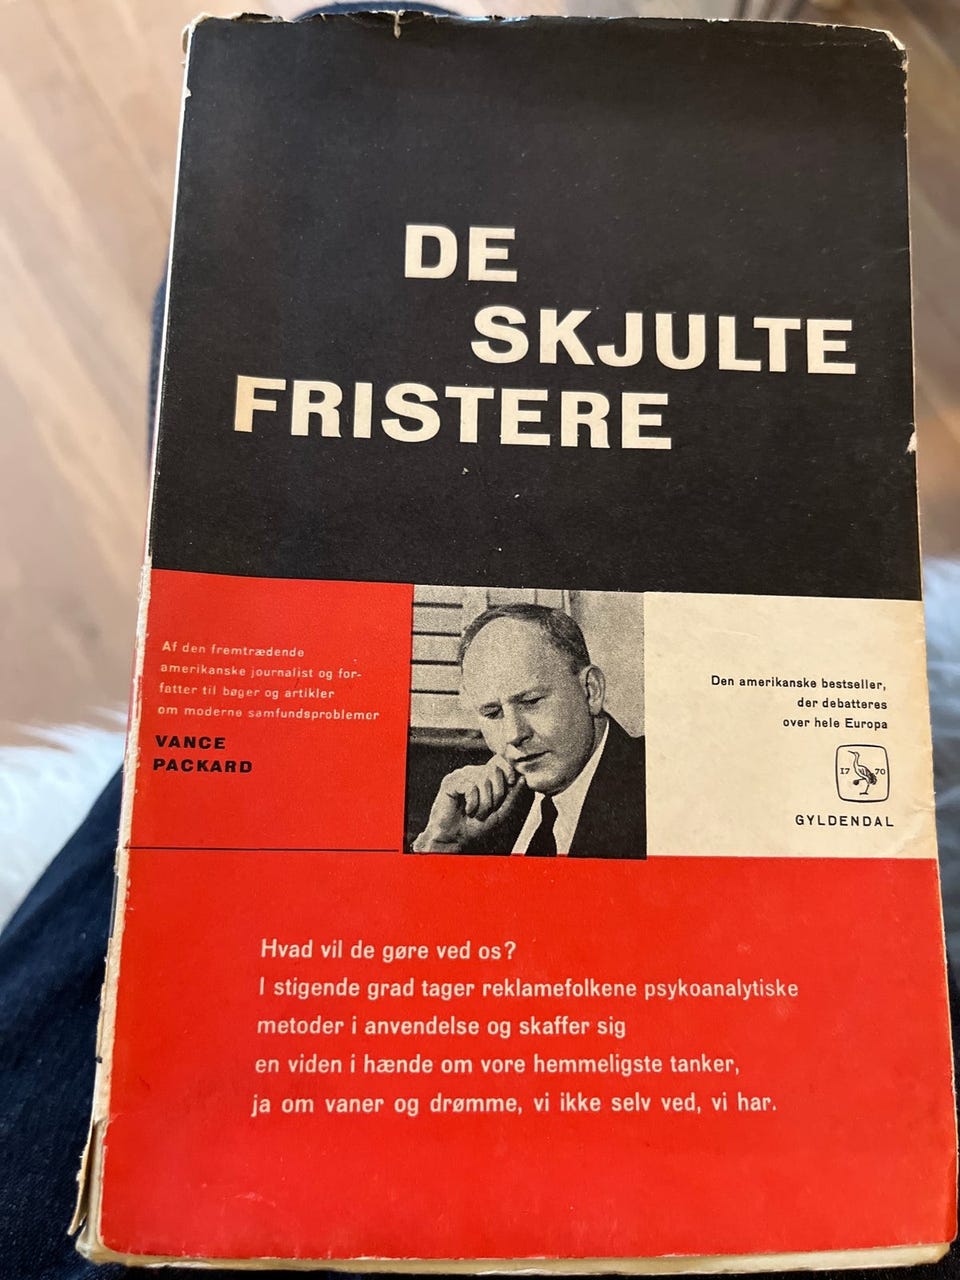 DE
SKJULTE
FRISTERE
Af den fremtrædende
amerikanske journalist og for-
fatter til bøger og artikler
om moderne samfundsproblemer
VANCE
PACKARD
Den amerikanske bestseller,
der debatteres
over hele Europa
17 70
GYLDENDAL
Hvad vil de gøre ved os?
I stigende grad tager reklamefolkene psykoanalytiske
metoder i anvendelse og skaffer sig
en viden i hænde om vore hemmeligste tanker,
ja om vaner og drømme, vi ikke selv ved, vi har.